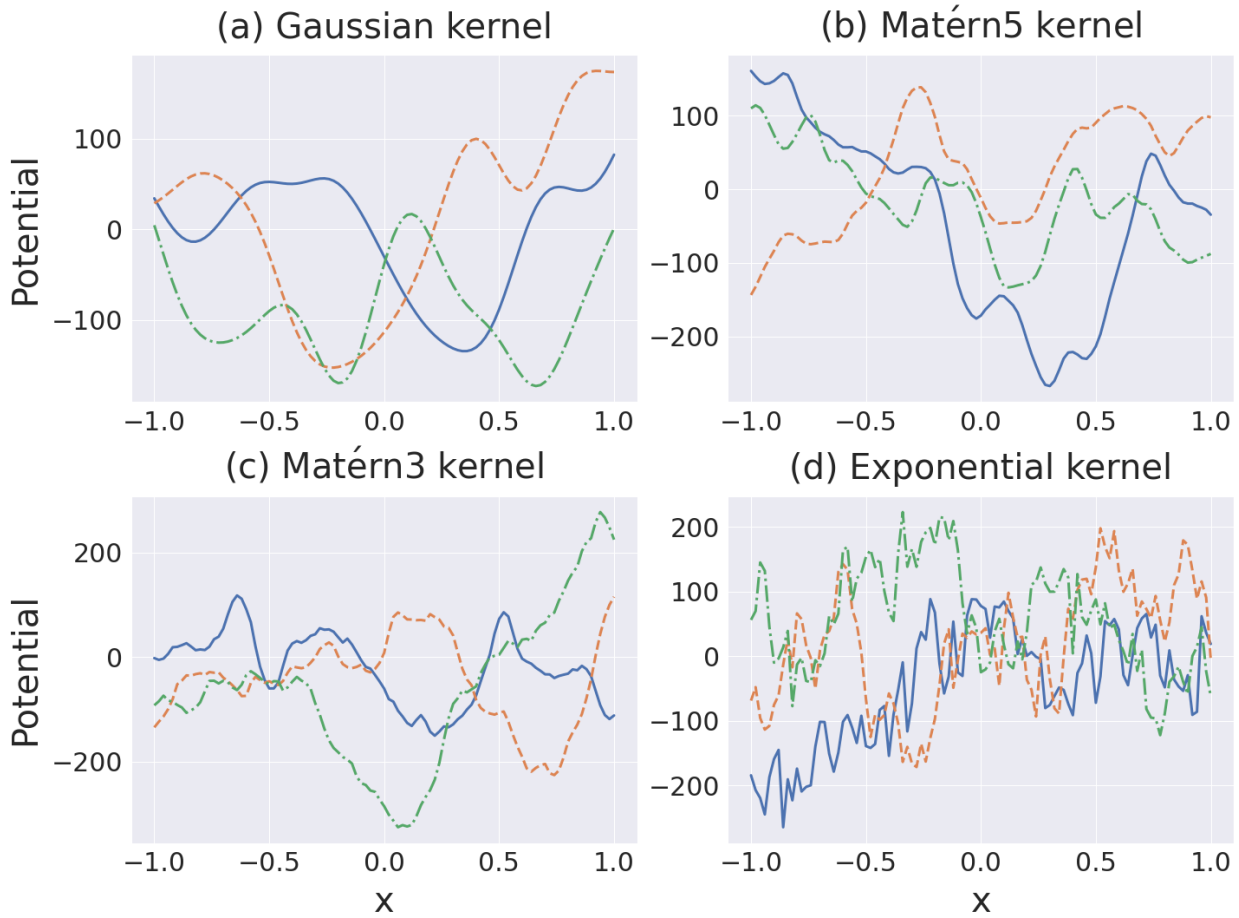 (a) Gaussian kernel
(b) Matérn5 kernel
Potential
100
0
−100
−1.0 −0.5 0.0 0.5 1.0
100
0
−100
−200
−1.0 −0.5 0.0 0.5 1.0
(c) Matérn3 kernel
(d) Exponential kernel
Potential
200
0
−200
−1.0 −0.5 0.0 0.5 1.0
x
200
100
0
−100
−200
−1.0 −0.5 0.0 0.5 1.0
x